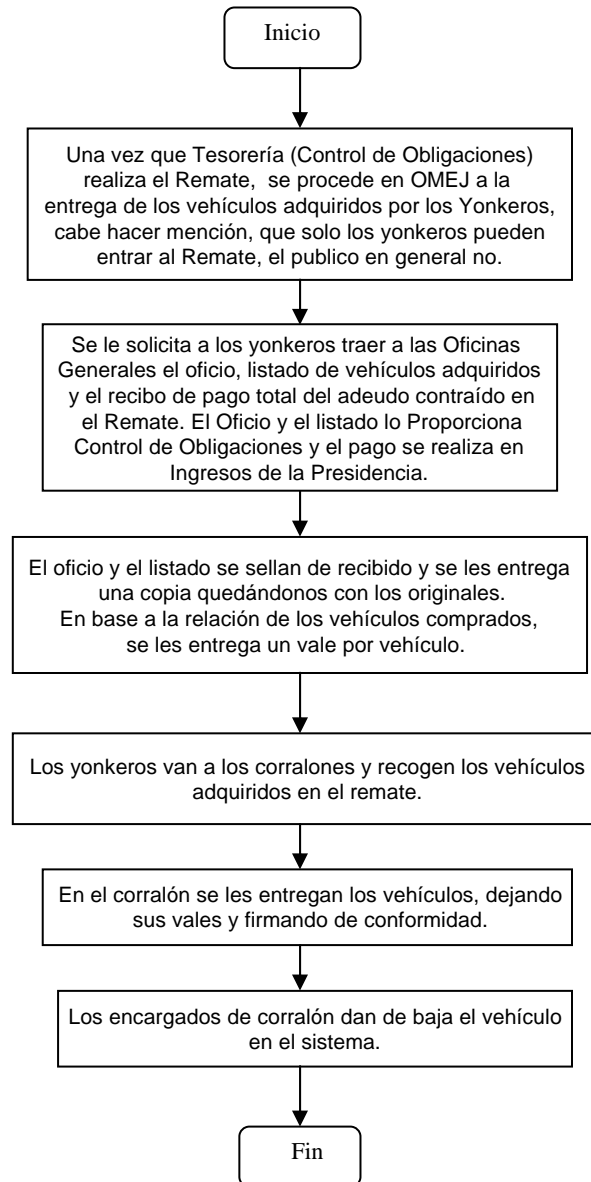 Inicio
Una vez que Tesorería (Control de Obligaciones)
realiza el Remate, se procede en OMEJ a la
entrega de los vehículos adquiridos por los Yonkeros,
cabe hacer mención, que solo los yonkeros pueden
entrar al Remate, el publico en general no.
Se le solicita a los yonkeros traer a las Oficinas
Generales el oficio, listado de vehículos adquiridos
y el recibo de pago total del adeudo contraído en
el Remate. El Oficio y el listado lo Proporciona
Control de Obligaciones y el pago se realiza en
Ingresos de la Presidencia.
El oficio y el listado se sellan de recibido y se les entrega
una copia quedándonos con los originales.
En base a la relación de los vehículos comprados,
se les entrega un vale por vehículo.
Los yonkeros van a los corralones y recogen los vehículos
adquiridos en el remate.
En el corralón se les entregan los vehículos, dejando
sus vales y firmando de conformidad.
Los encargados de corralón dan de baja el vehículo
en el sistema.
Fin